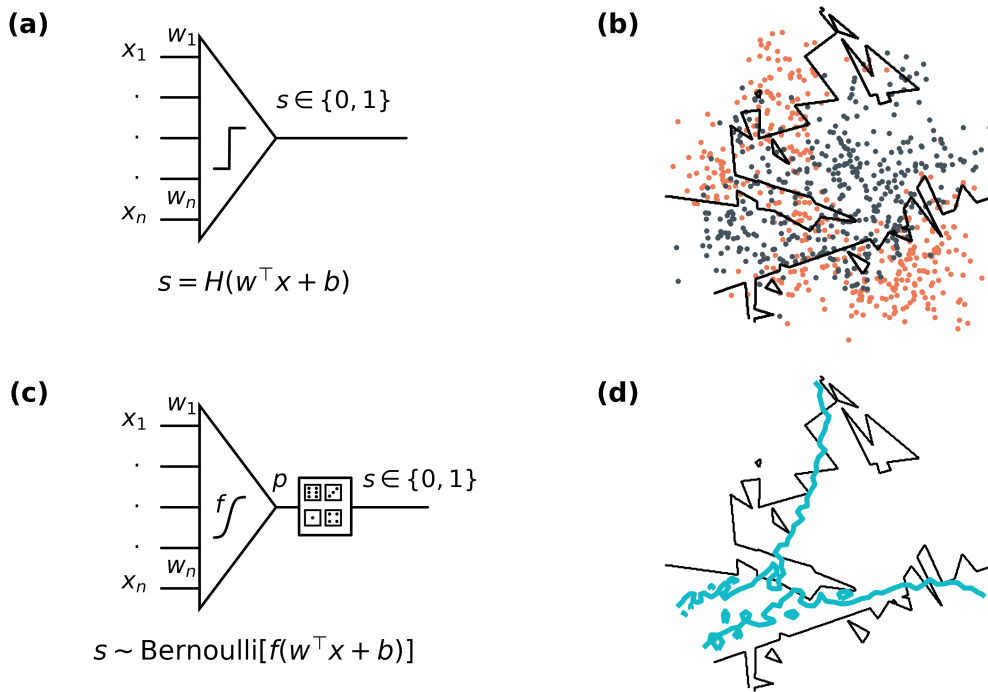 (a)
w₁
x₁
.
s ∈ {0, 1}
.
.
wₙ
xₙ
s = H(w⊤x + b)
(b)
(c)
w₁
x₁
.
f
p
s ∈ {0, 1}
.
.
wₙ
xₙ
s ~ Bernoulli[f(w⊤x + b)]
(d)